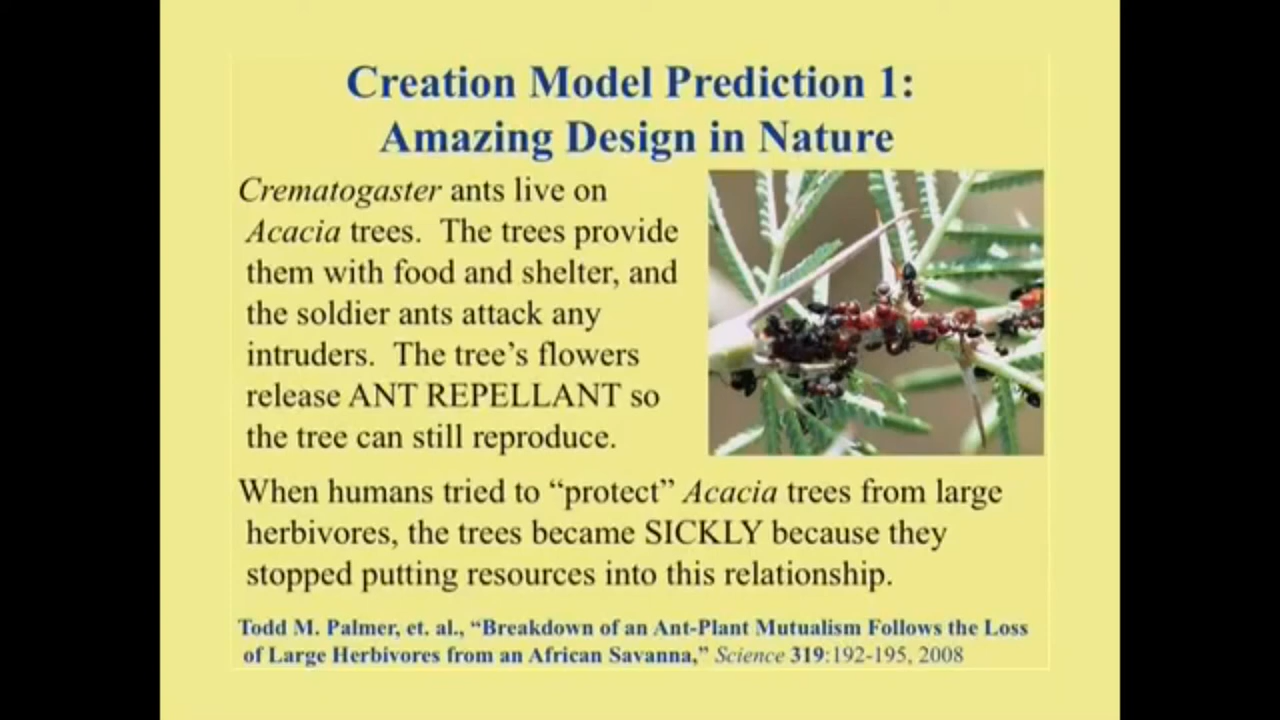 Creation Model Prediction 1:
Amazing Design in Nature
Crematogaster ants live on
Acacia trees. The trees provide
them with food and shelter, and
the soldier ants attack any
intruders. The tree's flowers
release ANT REPELLANT so
the tree can still reproduce.
When humans tried to “protect” Acacia trees from large
herbivores, the trees became SICKLY because they
stopped putting resources into this relationship.
Todd M. Palmer, et. al., “Breakdown of an Ant-Plant Mutualism Follows the Loss
of Large Herbivores from an African Savanna,” Science 319:192-195, 2008